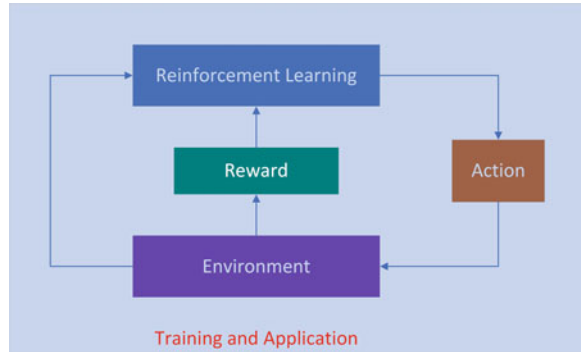 Reinforcement Learning
Reward
Action
Environment
Training and Application